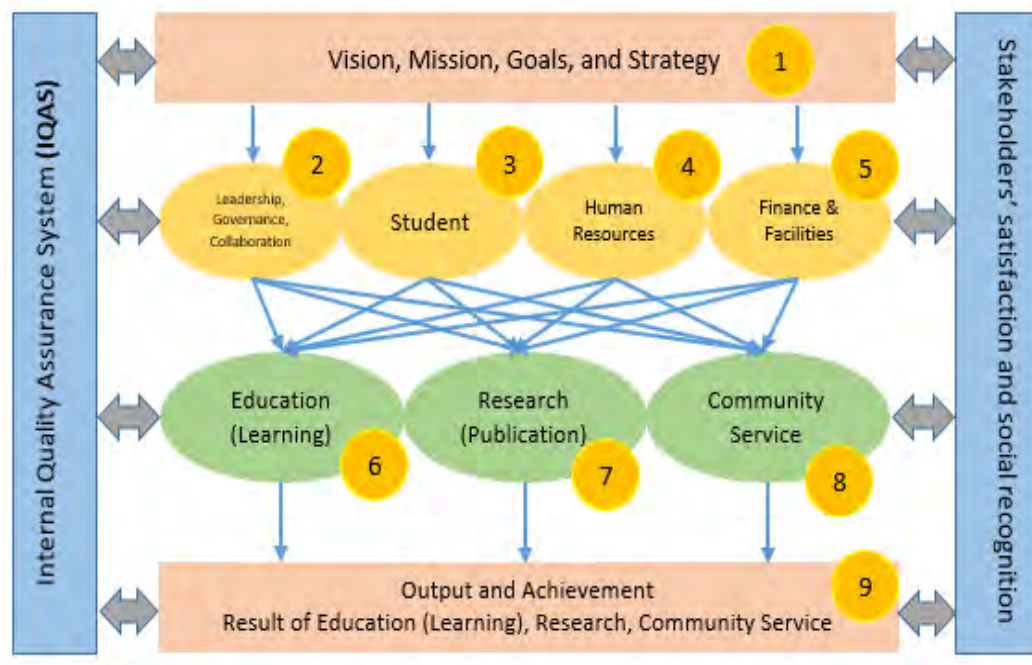 Internal Quality Assurance System (IQAS)
Vision, Mission, Goals, and Strategy
1
2
Leadership,
Governance,
Collaboration
3
Student
4
Human
Resources
5
Finance &
Facilities
Education
(Learning)
6
Research
(Publication)
7
Community
Service
8
9
Output and Achievement
Result of Education (Learning), Research, Community Service
Stakeholders’ satisfaction and social recognition